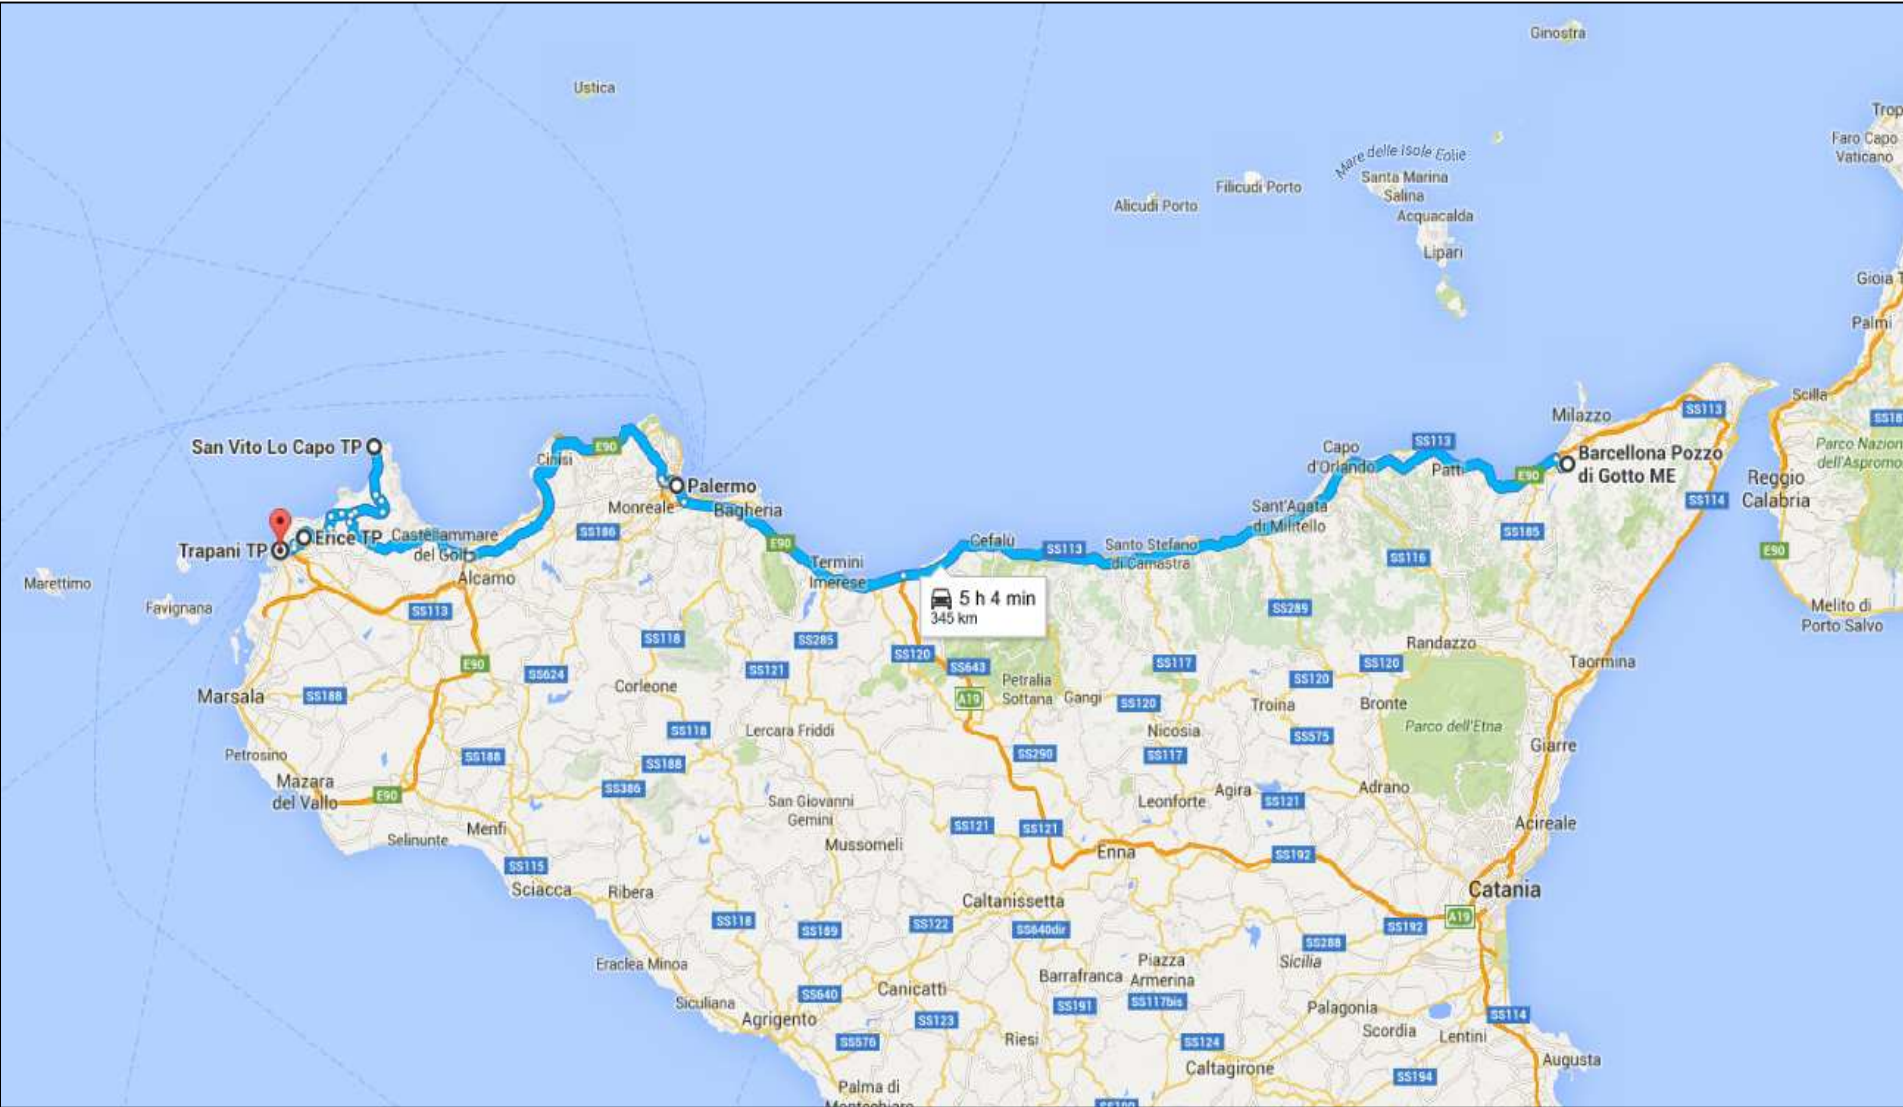 Ginostra
Ustica
Trop
Faro Capo
Vaticano
Mare delle Isole Eolie
Santa Marina
Salina
Filicudi Porto
Alicudi Porto
Acquacalda
Lipari
Gioia T
Palmi
Scilla
SS113
Milazzo
SS18
San Vito Lo Capo TP
E90
Cinisi
Capo
d'Orlando
SS113
Patti
E90
Barcellona Pozzo
di Gotto ME
Parco Nazion
dell'Aspromo
Reggio
Calabria
SS114
Palermo
Monreale
Bagheria
Sant'Agata
di Militello
Trapani TP
Erice TP
Castellammare
del Golfo
SS186
E90
Cefalù
SS113
Santo Stefano
di Camastra
SS185
SS116
E90
Termini
Imerese
Marettimo
Favignana
Alcamo
SS113
5 h 4 min
345 km
SS289
Melito di
Porto Salvo
SS118
SS285
SS120
SS643
Randazzo
Taormina
E90
SS624
SS121
A19
Petralia
Sottana
Gangi
SS117
SS120
SS120
SS120
Marsala
SS188
Corleone
Troina
Bronte
Parco dell'Etna
SS118
Lercara Friddi
Nicosia
SS575
Giarre
Petrosino
SS188
SS188
SS290
SS117
Mazara
del Vallo
E90
SS386
San Giovanni
Gemini
Leonforte
Agira
SS121
Adrano
Selinunte
Menfi
Mussomeli
SS121
SS121
Acireale
SS115
Enna
SS192
Sciacca
Ribera
Caltanissetta
Catania
SS118
SS189
SS122
SS640dir
SS192
A19
SS288
Sicilia
Eraclea Minoa
Piazza
Armerina
Barrafranca
Siculiana
SS640
Canicattì
SS191
SS117bis
Palagonia
SS114
Agrigento
SS123
Riesi
Scordia
Lentini
SS576
SS124
Caltagirone
Augusta
SS194
Palma di